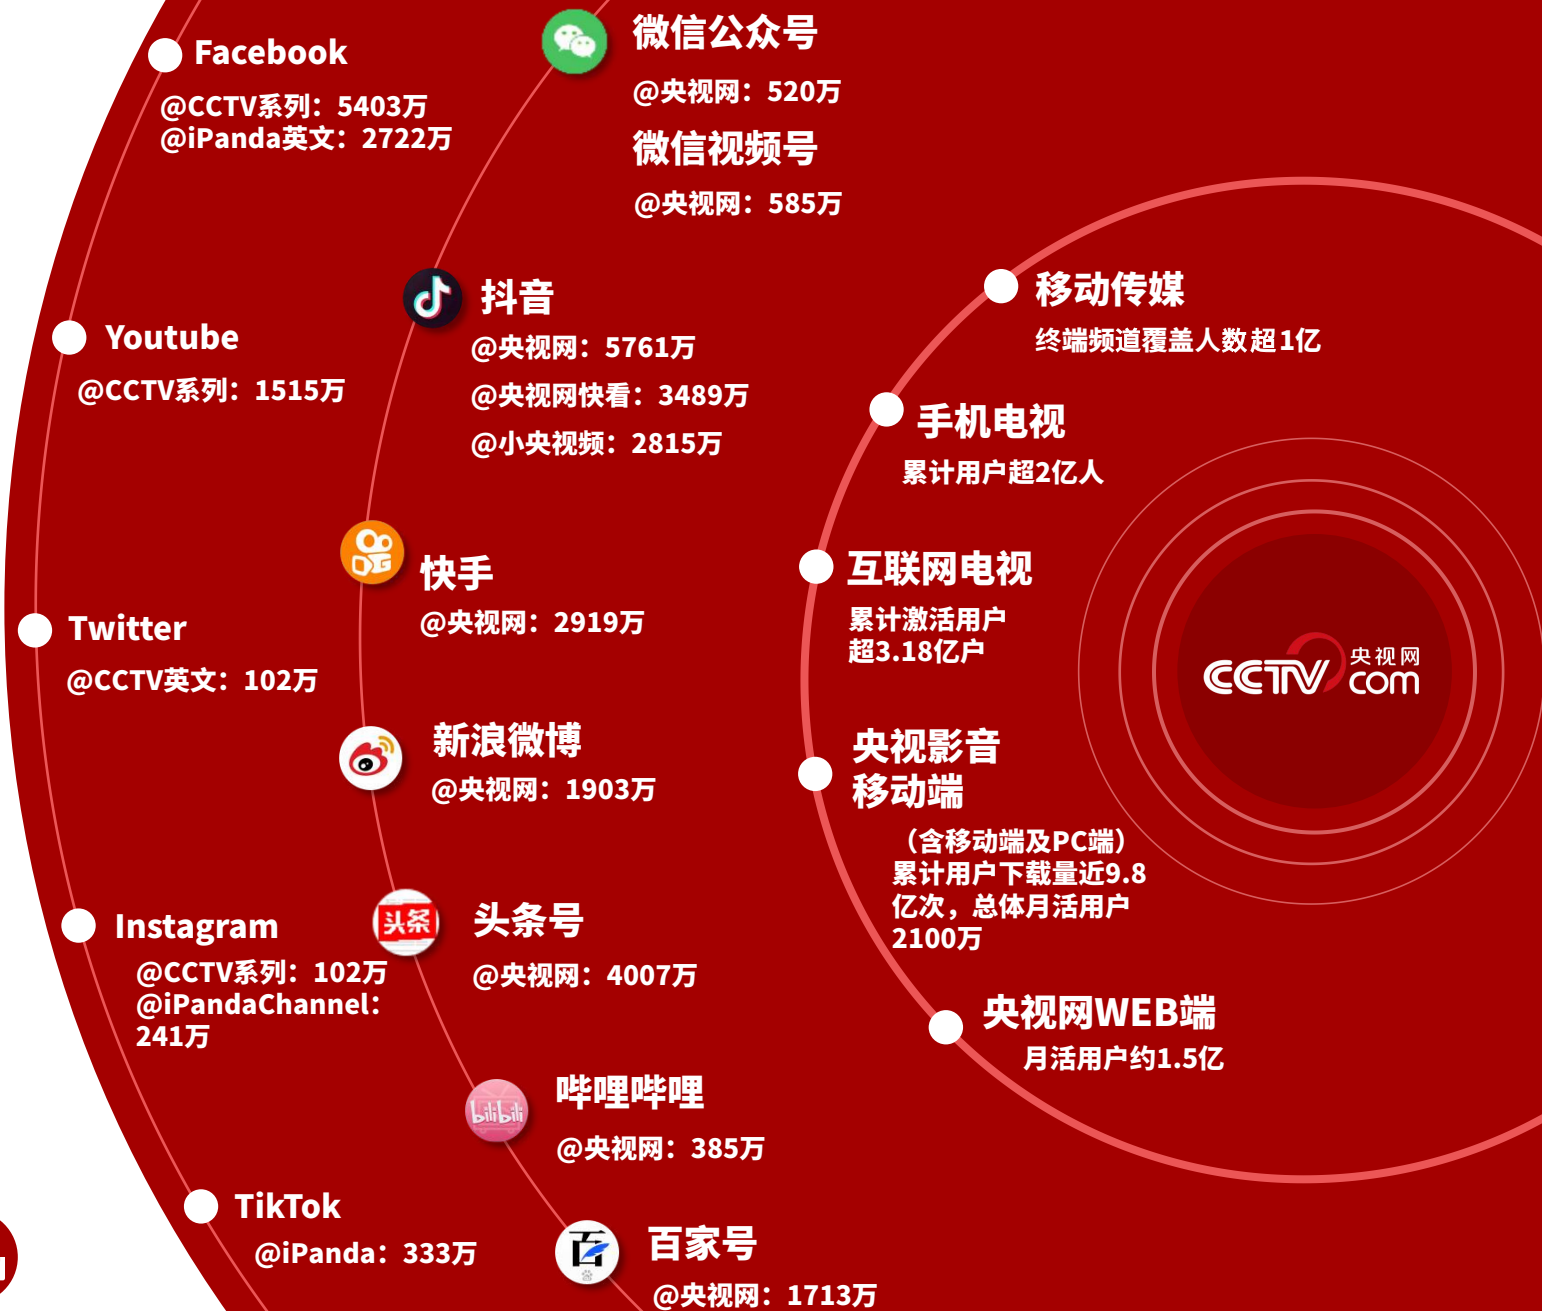 Facebook
@CCTV系列：5403万
@iPanda英文：2722万
Youtube
@CCTV系列：1515万
Twitter
@CCTV英文：102万
Instagram
@CCTV系列：102万
@iPandaChannel：
241万
TikTok
@iPanda：333万
微信公众号
@央视网：520万
微信视频号
@央视网：585万
抖音
@央视网：5761万
@央视网快看：3489万
@小央视频：2815万
快手
@央视网：2919万
新浪微博
@央视网：1903万
头条
头条号
@央视网：4007万
bilibili
哔哩哔哩
@央视网：385万
百
百家号
@央视网：1713万
移动传媒
终端频道覆盖人数超1亿
手机电视
累计用户超2亿人
互联网电视
累计激活用户
超3.18亿户
央视影音
移动端
（含移动端及PC端）
累计用户下载量近9.8
亿次，总体月活用户
2100万
央视网WEB端
月活用户约1.5亿
CCTV 央视网
com